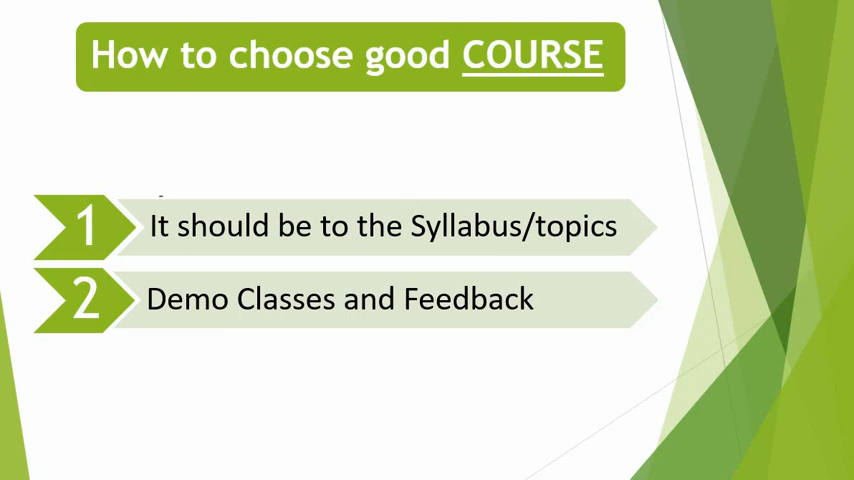 How to choose good COURSE
1 It should be to the Syllabus/topics
2 Demo Classes and Feedback